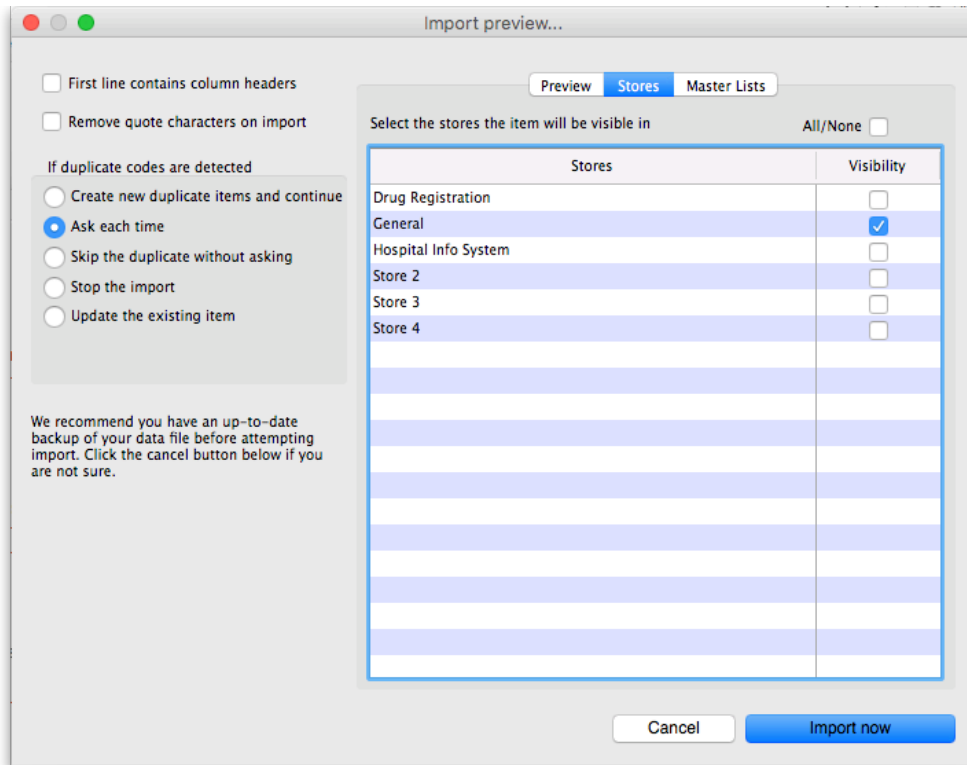 Import preview...
First line contains column headers
Remove quote characters on import
If duplicate codes are detected
Create new duplicate items and continue
Ask each time
Skip the duplicate without asking
Stop the import
Update the existing item
We recommend you have an up-to-date
backup of your data file before attempting
import. Click the cancel button below if you
are not sure.
Preview Stores Master Lists
Select the stores the item will be visible in All/None
Stores Visibility
Drug Registration
General
Hospital Info System
Store 2
Store 3
Store 4
Cancel Import now